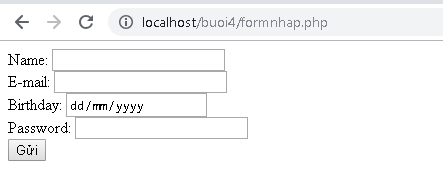 localhost/buoi4/formnhap.php
Name:
E-mail:
Birthday: dd/mm/yyyy
Password:
Gửi